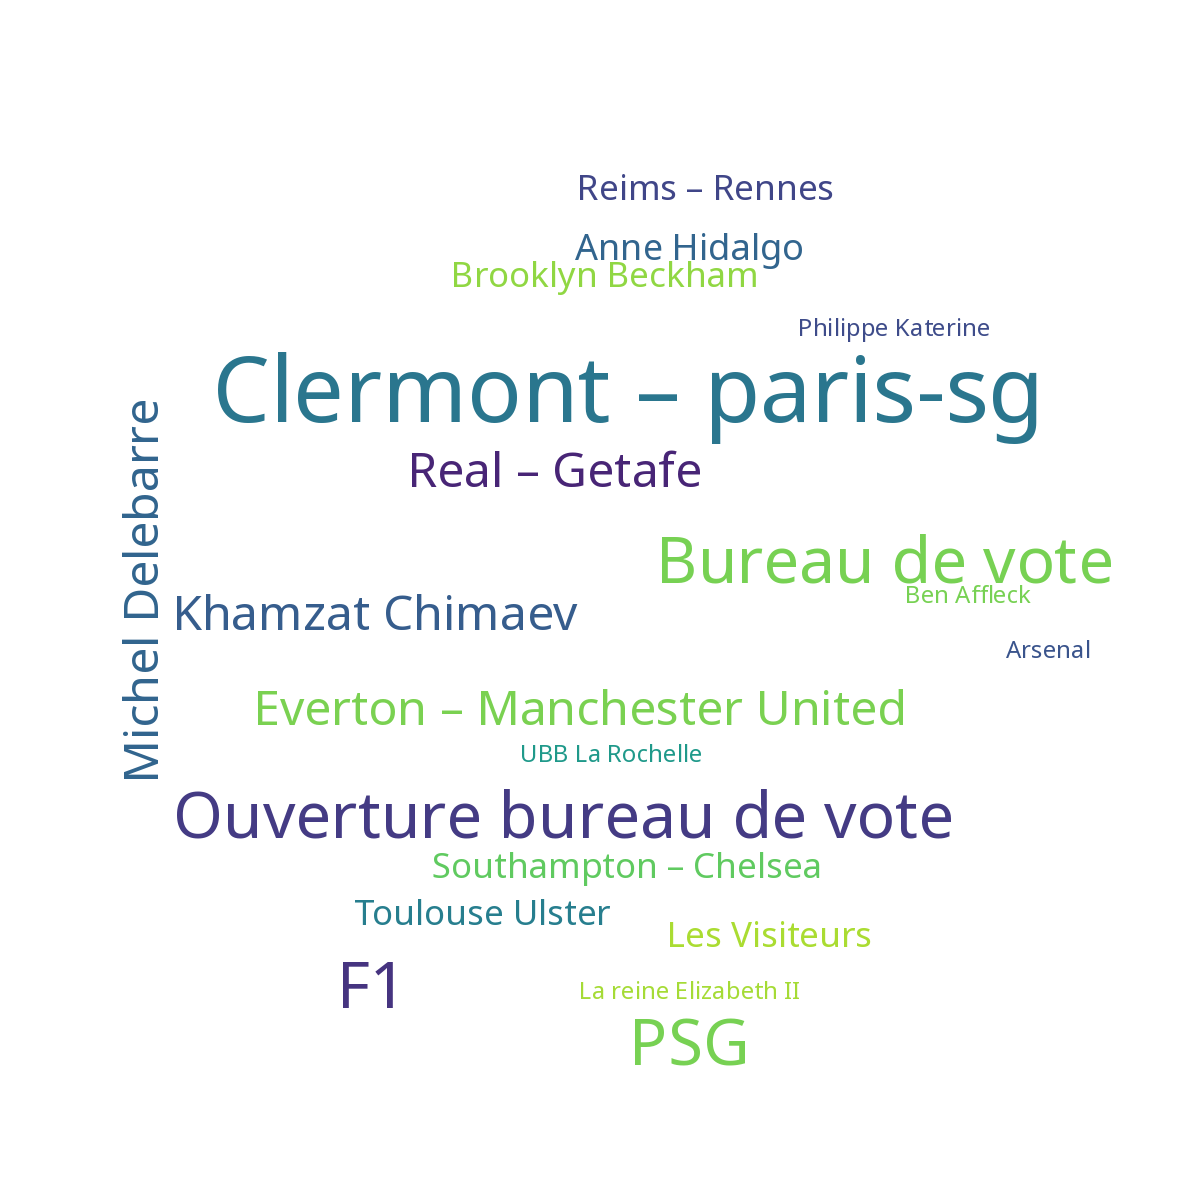 Reims – Rennes
Anne Hidalgo
Brooklyn Beckham
Philippe Katerine
Clermont – paris-sg
Real – Getafe
Michel Delebarre
Bureau de vote
Ben Affleck
Khamzat Chimaev
Arsenal
Everton – Manchester United
UBB La Rochelle
Ouverture bureau de vote
Southampton – Chelsea
Toulouse Ulster
Les Visiteurs
F1
La reine Elizabeth II
PSG